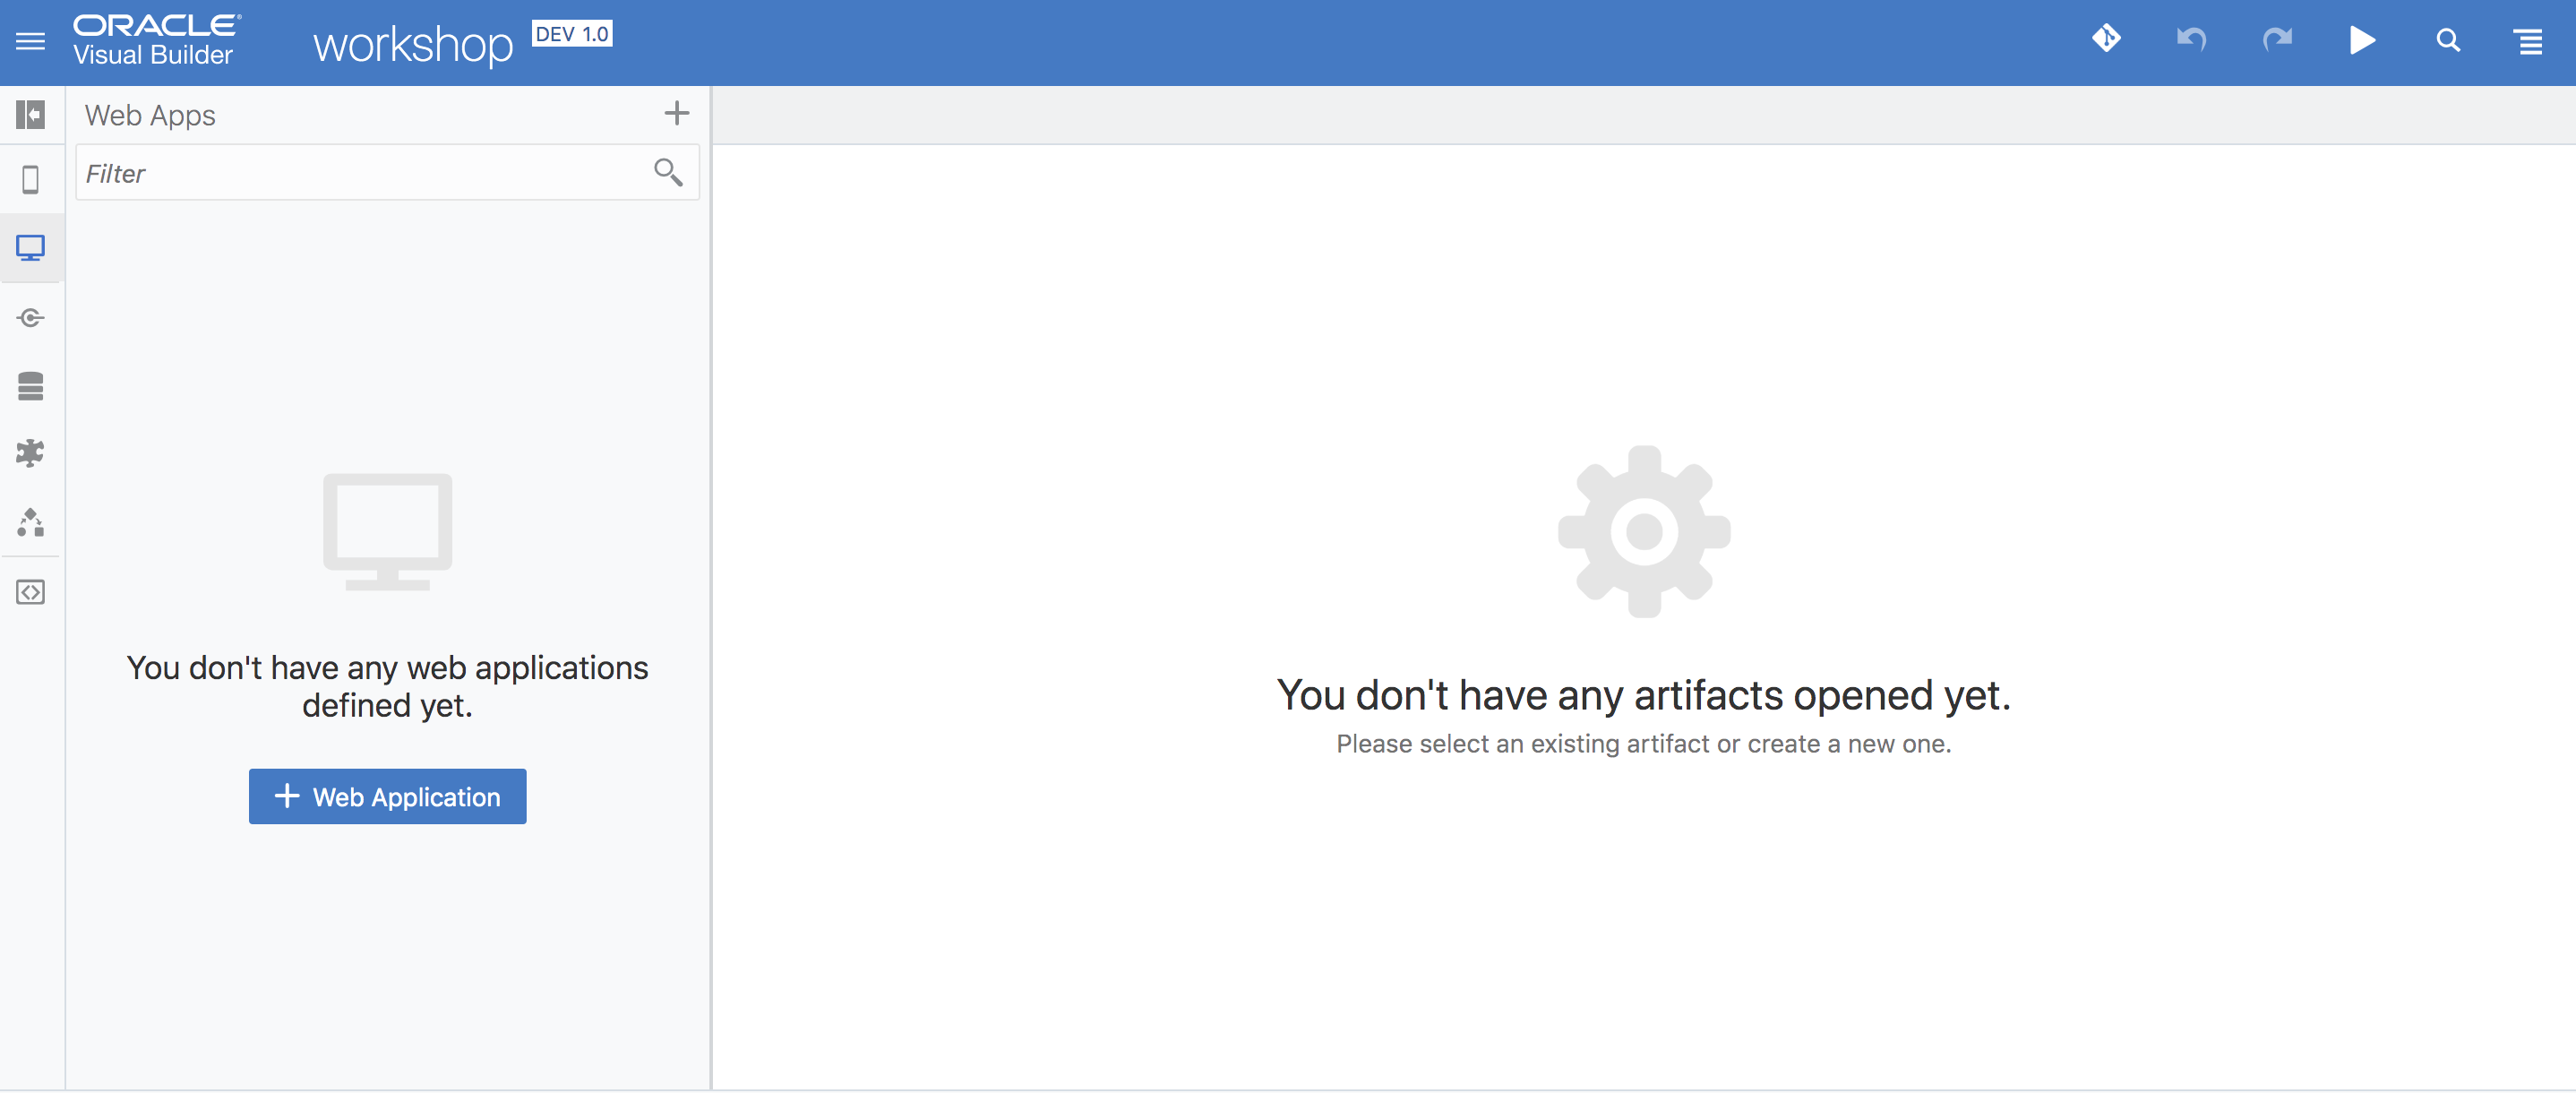 ORACLE®
Visual Builder
workshop
DEV 1.0
Web Apps
Filter
You don't have any web applications
defined yet.
Web Application
You don't have any artifacts opened yet.
Please select an existing artifact or create a new one.